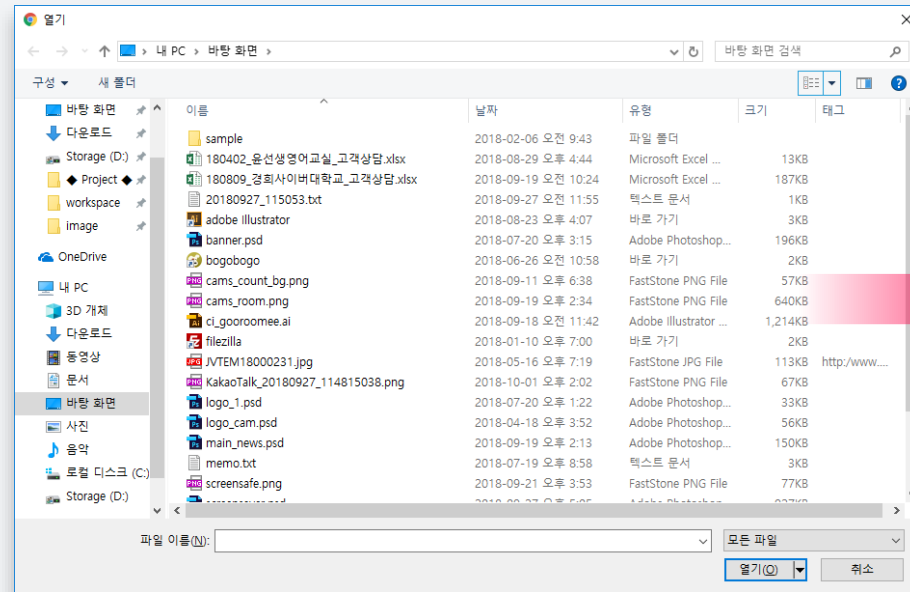 열기
내 PC › 바탕 화면 ›
바탕 화면 검색
구성
새 폴더
바탕 화면
다운로드
Storage (D:)
◆ Project ◆
workspace
image
OneDrive
내 PC
3D 개체
다운로드
동영상
문서
바탕 화면
사진
음악
로컬 디스크 (C:)
Storage (D:)
이름 날짜 유형 크기 태그
sample 2018-02-06 오전 9:43 파일 폴더
180402_윤선생영어교실_고객상담.xlsx 2018-08-29 오후 4:44 Microsoft Excel ... 13KB
180809_경희사이버대학교_고객상담.xlsx 2018-09-19 오전 10:24 Microsoft Excel ... 187KB
20180927_115053.txt 2018-09-27 오전 11:55 텍스트 문서 1KB
adobe Illustrator 2018-08-23 오후 4:07 바로 가기 3KB
banner.psd 2018-07-20 오후 3:15 Adobe Photoshop... 196KB
bogobogo 2018-06-26 오전 10:58 바로 가기 2KB
cams_count_bg.png 2018-09-11 오후 6:38 FastStone PNG File 57KB
cams_room.png 2018-09-19 오후 2:34 FastStone PNG File 640KB
ci_gooroomee.ai 2018-09-18 오전 11:42 Adobe Illustrator ... 1,214KB
filezilla 2018-01-10 오후 7:00 바로 가기 2KB
JVTEM18000231.jpg 2018-05-16 오후 7:19 FastStone JPG File 113KB http:/www....
KakaoTalk_20180927_114815038.png 2018-10-01 오후 2:02 FastStone PNG File 67KB
logo_1.psd 2018-07-20 오후 1:22 Adobe Photoshop... 33KB
logo_cam.psd 2018-04-18 오후 3:52 Adobe Photoshop... 56KB
main_news.psd 2018-09-19 오후 2:13 Adobe Photoshop... 150KB
memo.txt 2018-07-19 오후 8:58 텍스트 문서 3KB
screensafe.png 2018-09-21 오후 3:53 FastStone PNG File 77KB
파일 이름(N):
모든 파일
열기(O)
취소